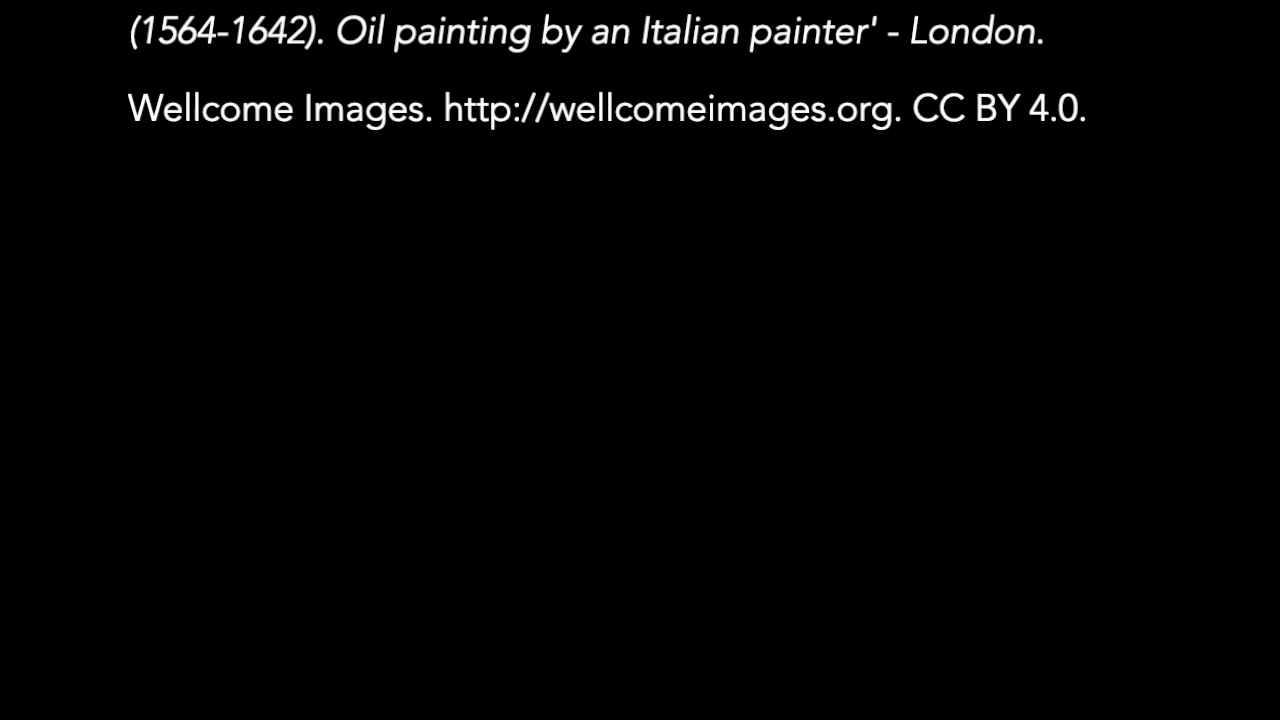 (1564-1642). Oil painting by an Italian painter' - London.
Wellcome Images. http://wellcomeimages.org. CC BY 4.0.